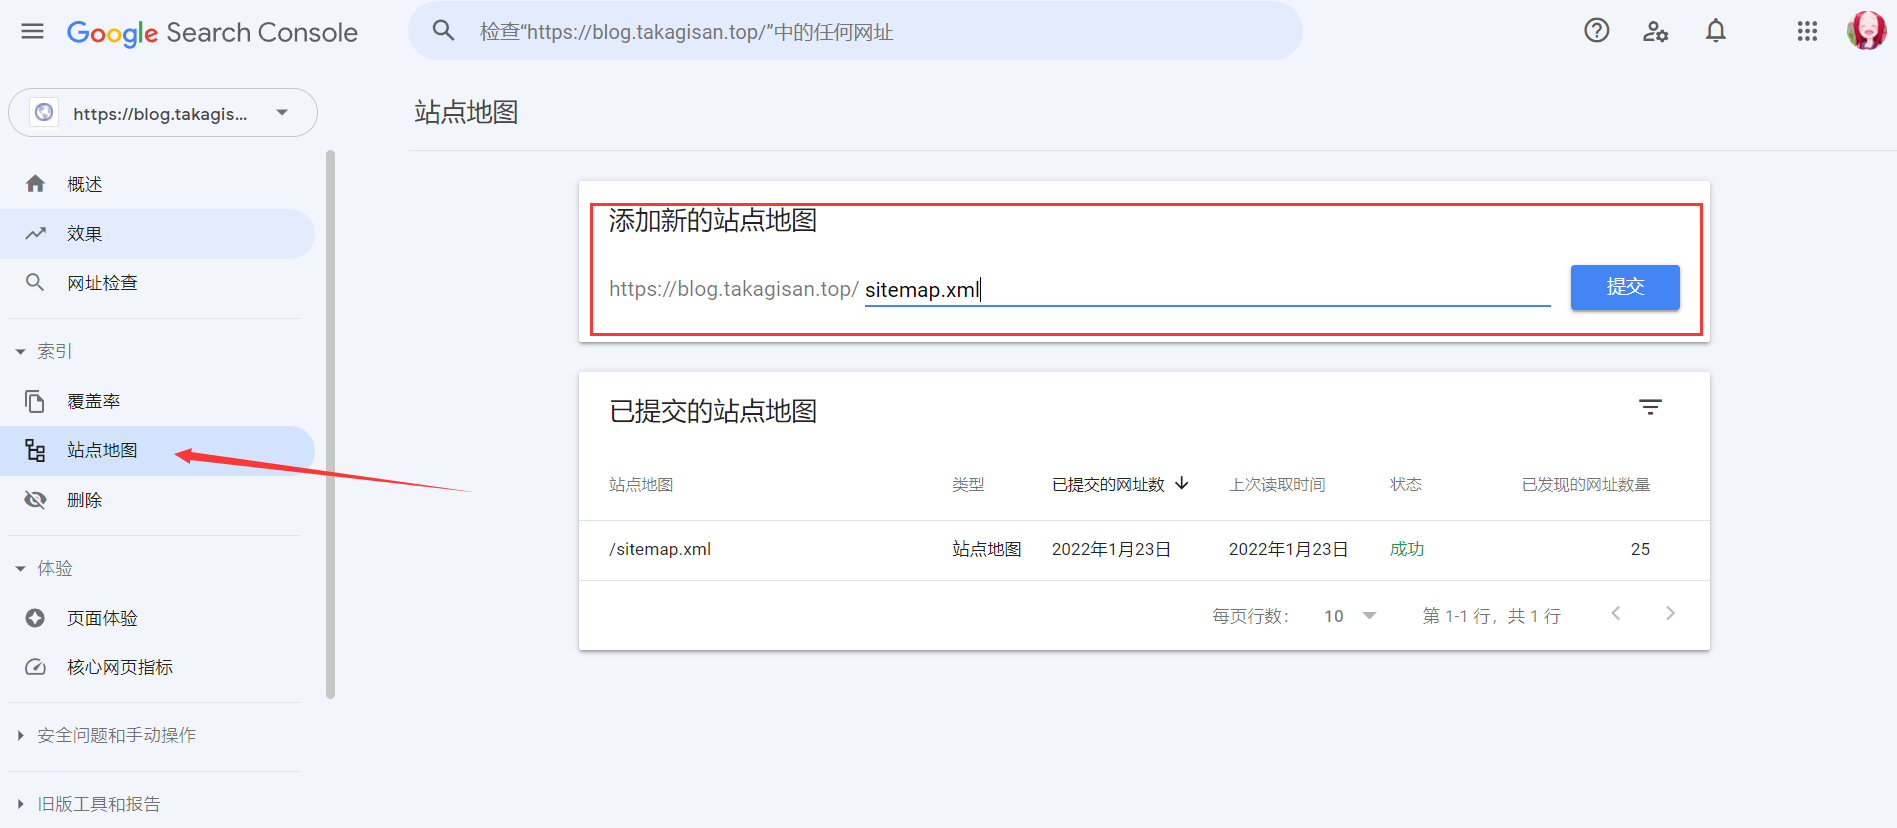 Google Search Console
检查“https://blog.takagisan.top/”中的任何网址
https://blog.takagis...
概述
效果
网址检查
索引
覆盖率
站点地图
删除
体验
页面体验
核心网页指标
安全问题和手动操作
旧版工具和报告
站点地图
添加新的站点地图
https://blog.takagisan.top/ sitemap.xml
提交
已提交的站点地图
站点地图 类型 已提交的网址数 上次读取时间 状态 已发现的网址数量
/sitemap.xml 站点地图 2022年1月23日 2022年1月23日 成功 25
每页行数： 10 第 1-1 行，共 1 行